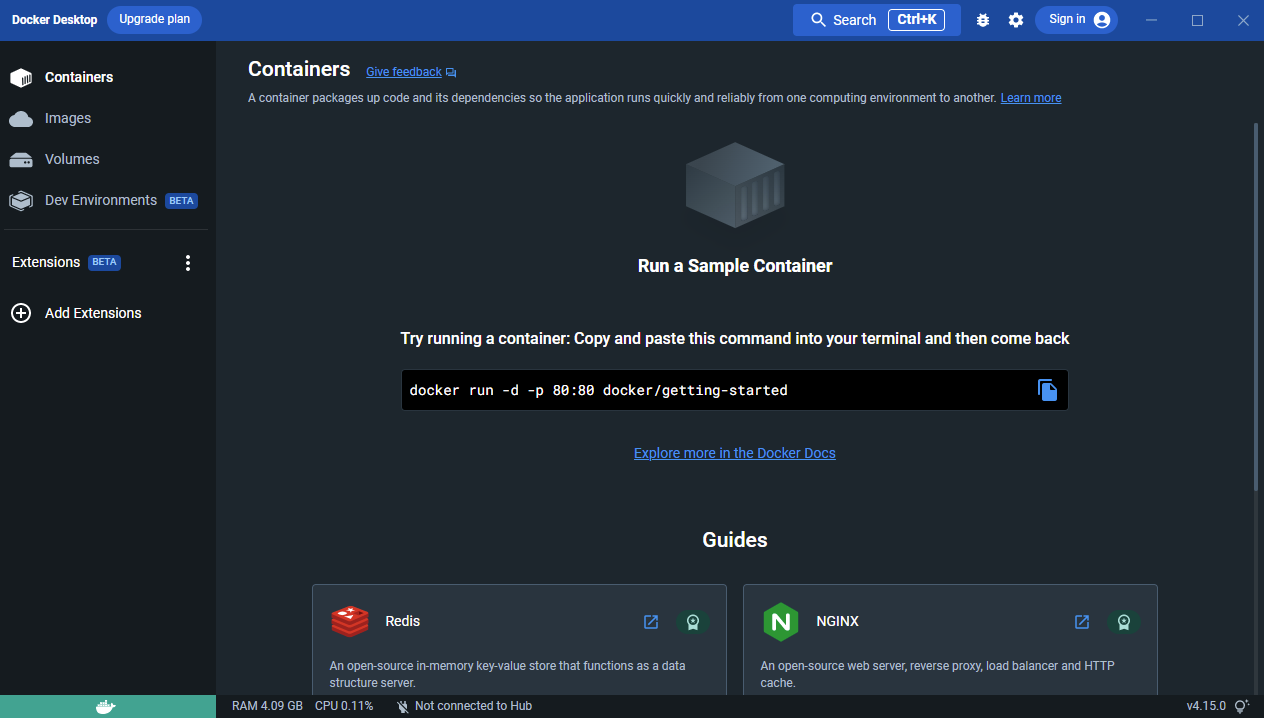 Docker Desktop Upgrade plan Search Ctrl+K Sign in
Containers
Images
Volumes
Dev Environments BETA
Extensions BETA
Add Extensions
Containers Give feedback
A container packages up code and its dependencies so the application runs quickly and reliably from one computing environment to another. Learn more
Run a Sample Container
Try running a container: Copy and paste this command into your terminal and then come back
docker run -d -p 80:80 docker/getting-started
Explore more in the Docker Docs
Guides
Redis
An open-source in-memory key-value store that functions as a data
structure server.
NGINX
An open-source web server, reverse proxy, load balancer and HTTP
cache.
RAM 4.09 GB CPU 0.11% Not connected to Hub v4.15.0